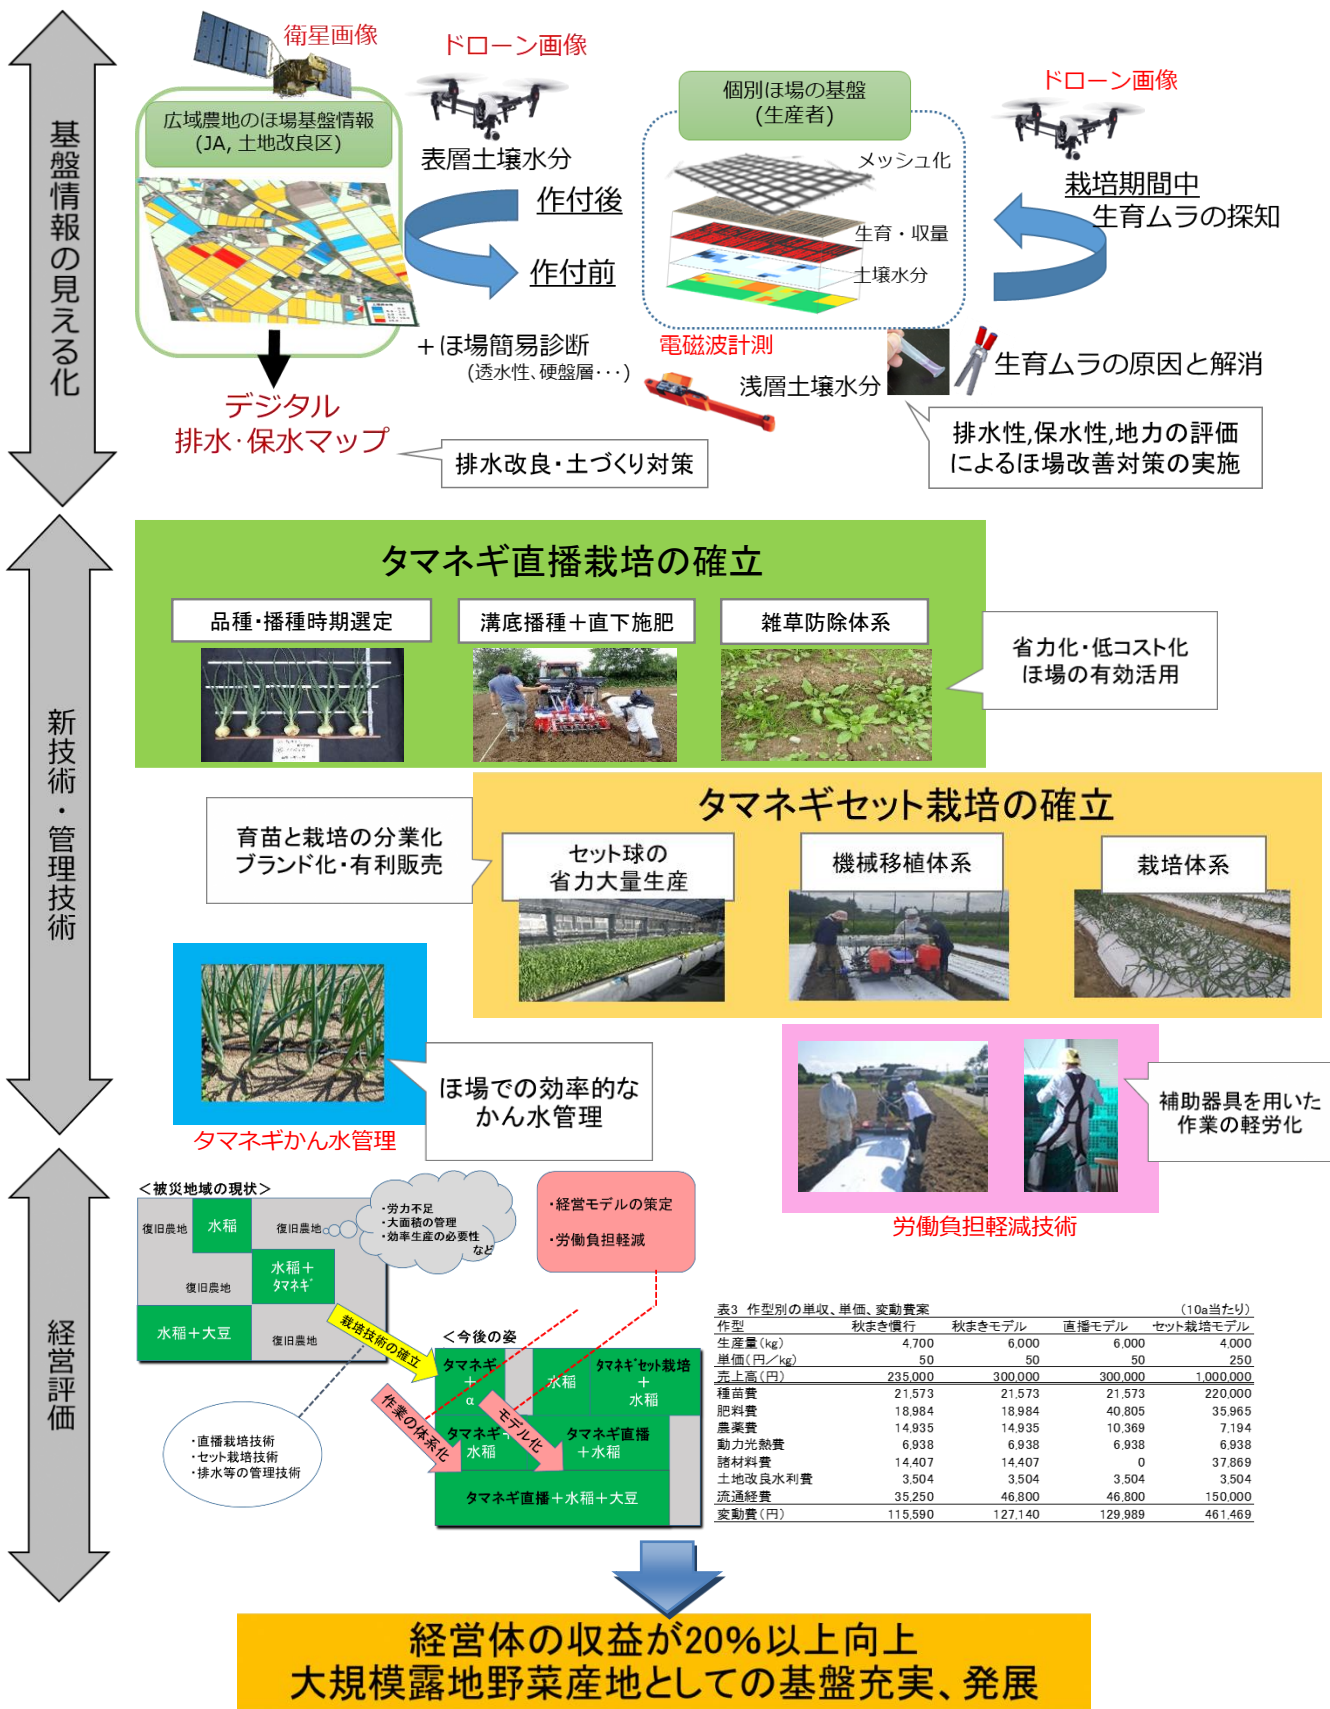 基盤情報の見える化
衛星画像
ドローン画像
広域農地のほ場基盤情報
(JA, 土地改良区)
表層土壌水分
作付後
作付前
個別ほ場の基盤
(生産者)
メッシュ化
生育・収量
土壌水分
ドローン画像
栽培期間中
生育ムラの探知
＋ほ場簡易診断
(透水性、硬盤層・・・)
電磁波計測
浅層土壌水分
生育ムラの原因と解消
デジタル
排水・保水マップ
排水改良・土づくり対策
排水性,保水性,地力の評価
によるほ場改善対策の実施
新技術・管理技術
タマネギ直播栽培の確立
品種・播種時期選定
溝底播種＋直下施肥
雑草防除体系
省力化・低コスト化
ほ場の有効活用
タマネギセット栽培の確立
育苗と栽培の分業化
ブランド化・有利販売
セット球の
省力大量生産
機械移植体系
栽培体系
ほ場での効率的な
かん水管理
タマネギかん水管理
補助器具を用いた
作業の軽労化
労働負担軽減技術
経営評価
＜被災地域の現状＞
復旧農地
水稲
復旧農地
復旧農地
水稲＋
タマネギ
水稲＋大豆
復旧農地
・労力不足
・大面積の管理
・効率生産の必要性
など
・経営モデルの策定
・労働負担軽減
栽培技術の確立
・直播栽培技術
・セット栽培技術
・排水等の管理技術
＜今後の姿＞
タマネギ
＋
α
水稲
タマネギセット栽培
＋
水稲
作業の体系化
モデル化
タマネギ＋
水稲
タマネギ直播
＋水稲
タマネギ直播＋水稲＋大豆
表3 作型別の単収、単価、変動費案 (10a当たり)
作型 秋まき慣行 秋まきモデル 直播モデル セット栽培モデル
生産量(kg) 4,700 6,000 6,000 4,000
単価(円／kg) 50 50 50 250
売上高(円) 235,000 300,000 300,000 1,000,000
種苗費 21,573 21,573 21,573 220,000
肥料費 18,984 18,984 40,805 35,965
農薬費 14,935 14,935 10,369 7,194
動力光熱費 6,938 6,938 6,938 6,938
諸材料費 14,407 14,407 0 37,869
土地改良水利費 3,504 3,504 3,504 3,504
流通経費 35,250 46,800 46,800 150,000
変動費(円) 115,590 127,140 129,989 461,469
経営体の収益が20%以上向上
大規模露地野菜産地としての基盤充実、発展